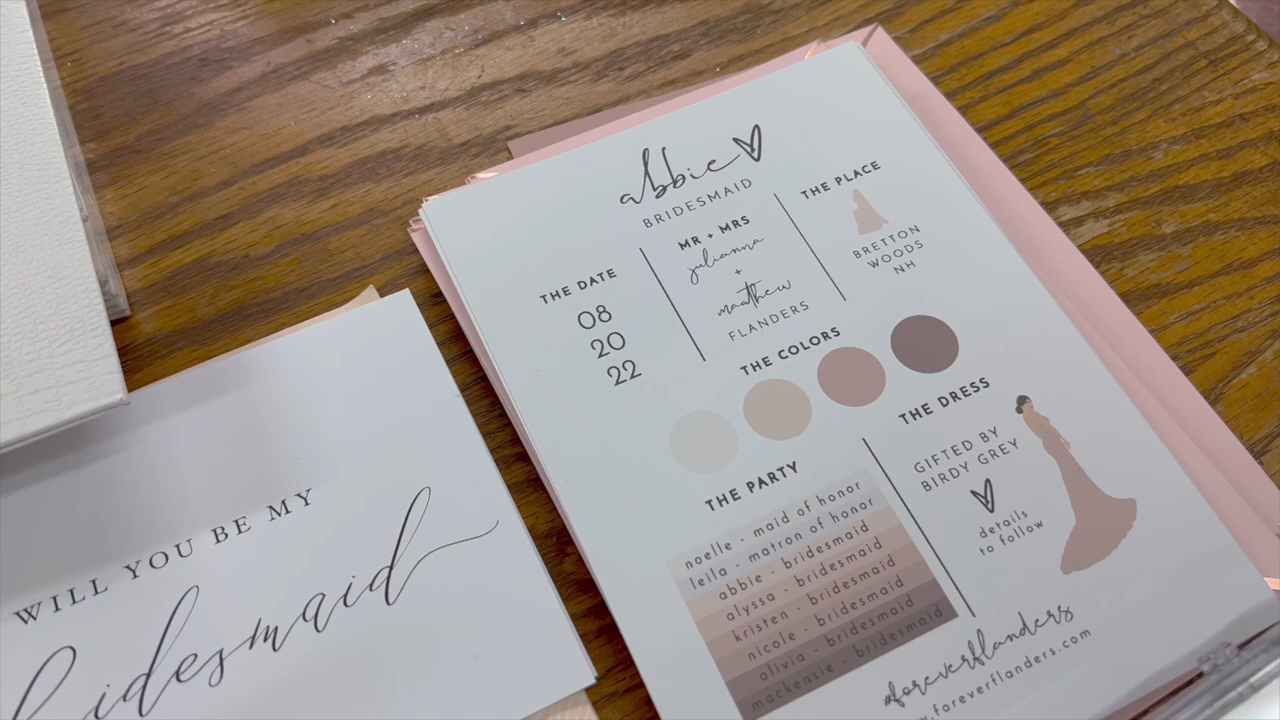 abbie
BRIDESMAID
THE DATE
08
20
22
MR + MRS
julianna
+
matthew
FLANDERS
THE PLACE
BRETTON
WOODS
NH
THE COLORS
THE PARTY
noelle - maid of honor
leila - matron of honor
abbie - bridesmaid
alyssa - bridesmaid
kristen - bridesmaid
nicole - bridesmaid
olivia - bridesmaid
mackensie - bridesmaid
THE DRESS
GIFTED BY
BIRDY GREY
details
to follow
#foreverflanders
.foreverflanders.com
WILL YOU BE MY
bridesmaid